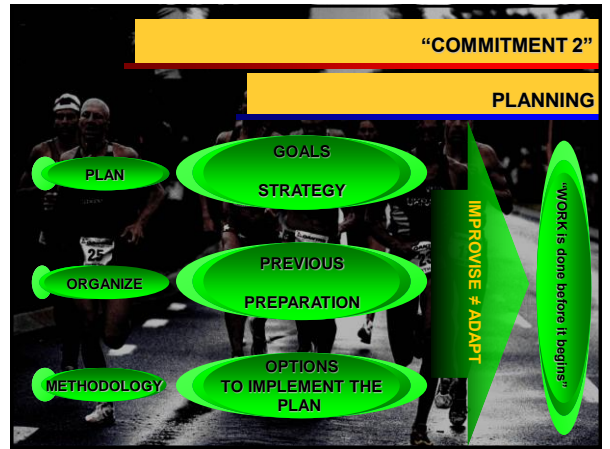 “COMMITMENT 2”
PLANNING
PLAN
GOALS
STRATEGY
ORGANIZE
PREVIOUS
PREPARATION
METHODOLOGY
OPTIONS
TO IMPLEMENT THE
PLAN
IMPROVISE ≠ ADAPT
“WORK is done before it begins”
25